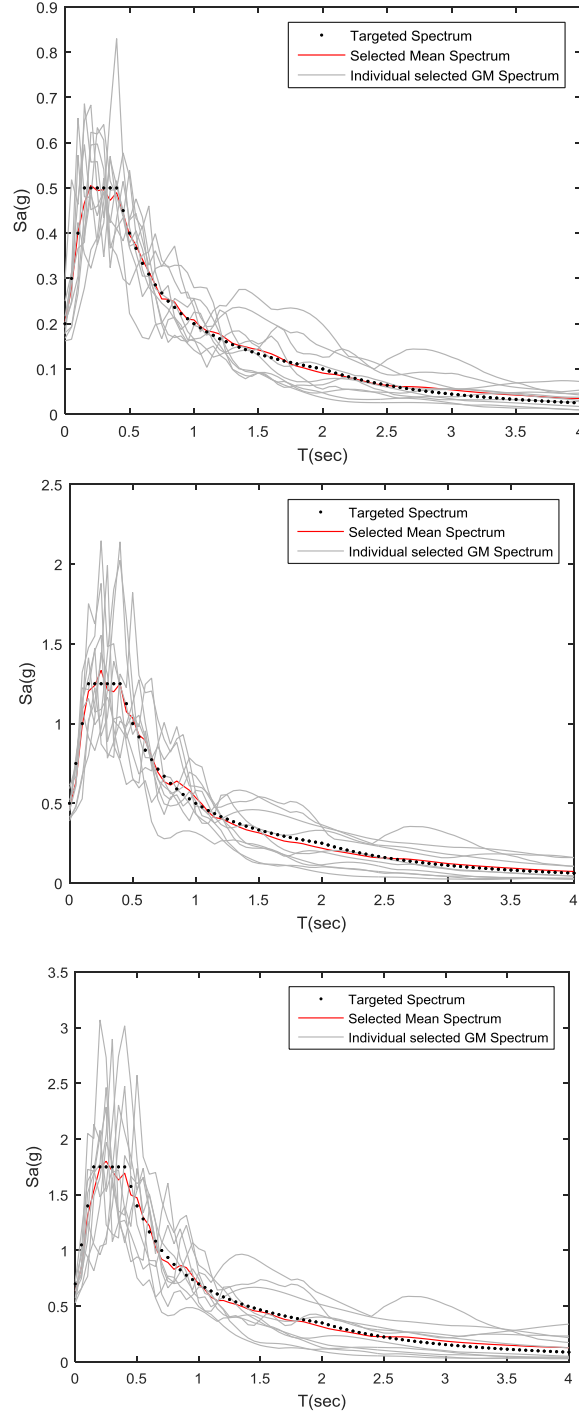 0.9
0.8
0.7
0.6
0.5
0.4
0.3
0.2
0.1
0
Sa(g)
Targeted Spectrum
Selected Mean Spectrum
Individual selected GM Spectrum
0 0.5 1 1.5 2 2.5 3 3.5 4
T(sec)
2.5
2
1.5
1
0.5
0
Sa(g)
Targeted Spectrum
Selected Mean Spectrum
Individual selected GM Spectrum
0 0.5 1 1.5 2 2.5 3 3.5 4
T(sec)
3.5
3
2.5
2
1.5
1
0.5
0
Sa(g)
Targeted Spectrum
Selected Mean Spectrum
Individual selected GM Spectrum
0 0.5 1 1.5 2 2.5 3 3.5 4
T(sec)